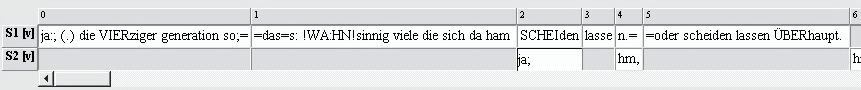 0 1 2 3 4 5 6
S1 [v] ja:; (.) die VIERziger generation so;= =das=s: !WA:HN!sinnig viele die sich da ham SCHEIden lasse n.= =oder scheiden lassen ÜBERhaupt.
S2 [v] ja; hm,